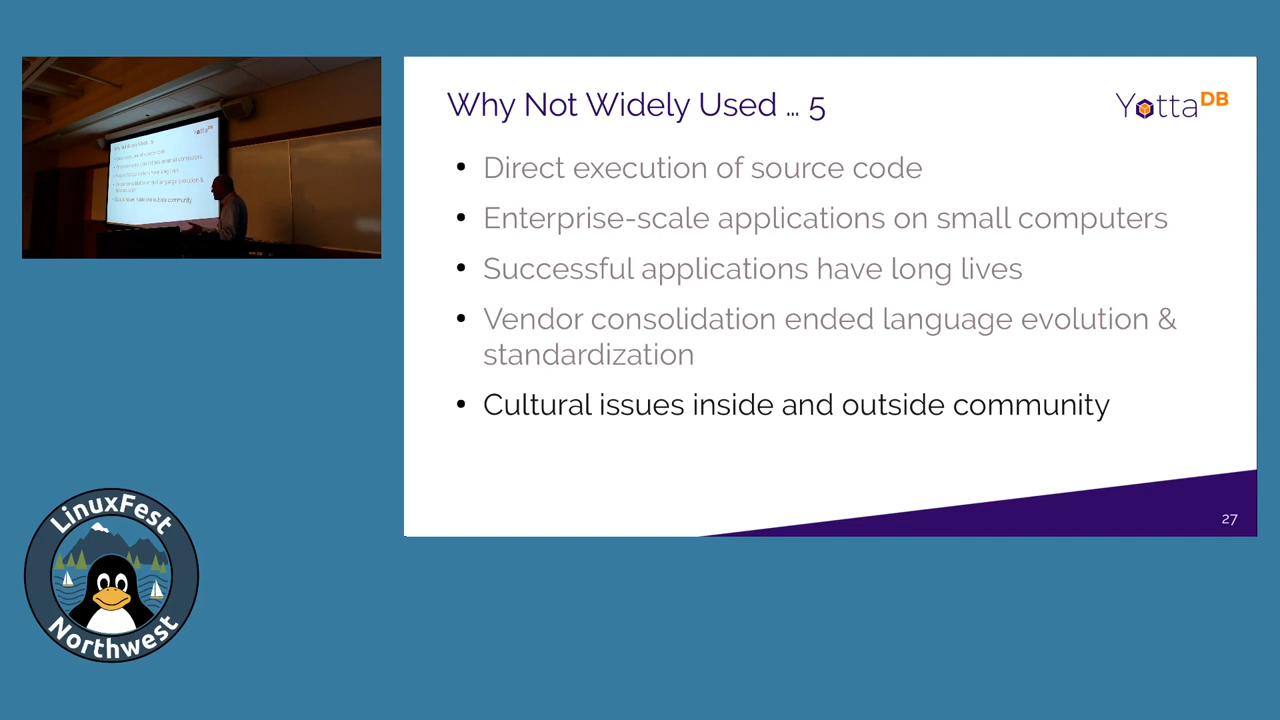 Why Not Widely Used ... 5
YottaDB
• Direct execution of source code
• Enterprise-scale applications on small computers
• Successful applications have long lives
• Vendor consolidation ended language evolution &
standardization
• Cultural issues inside and outside community
27
LinuxFest
Northwest